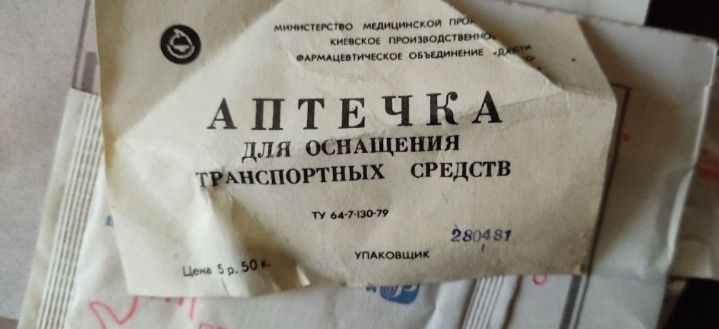 МИНИСТЕРСТВО МЕДИЦИНСКОЙ
КИЕВСКОЕ ПРОИЗВОДСТВЕННО
ФАРМАЦЕВТИЧЕСКОЕ ОБЪЕДИНЕНИЕ
АПТЕЧКА
ДЛЯ ОСНАЩЕНИЯ
ТРАНСПОРТНЫХ СРЕДСТВ
ТУ 64-7-130-79
280481
УПАКОВЩИК
Цена 5 р. 50 к.